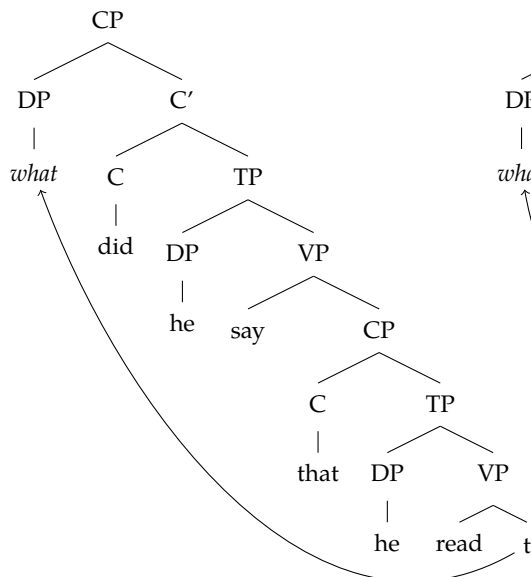 CP
DP C'
what C TP
did DP VP
he say CP
C TP
that DP VP
he read t